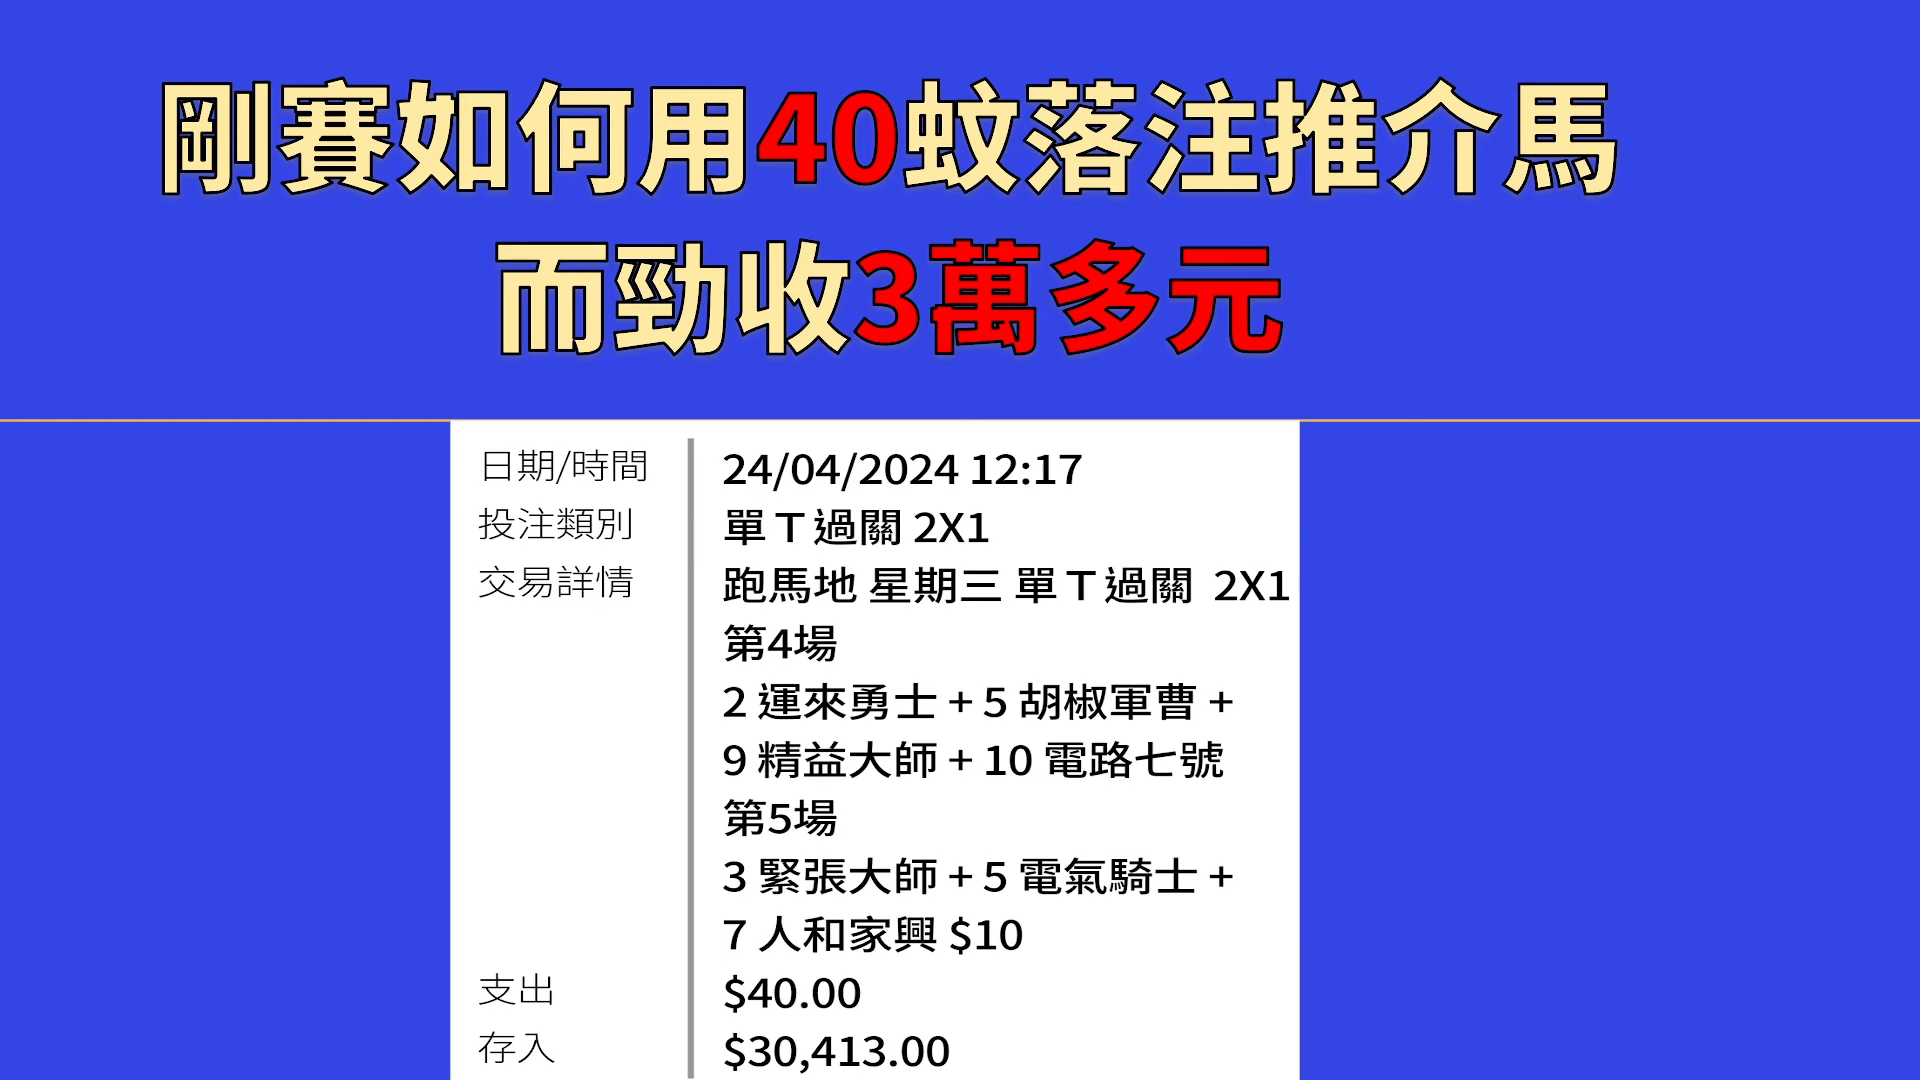 剛賽如何用40蚊落注推介馬
而勁收3萬多元
日期/時間 24/04/2024 12:17
投注類別 單T過關 2X1
交易詳情 跑馬地 星期三 單T過關 2X1
第4場
2 運來勇士 + 5 胡椒軍曹 +
9 精益大師 + 10 電路七號
第5場
3 緊張大師 + 5 電氣騎士 +
7 人和家興 $10
支出 $40.00
存入 $30,413.00